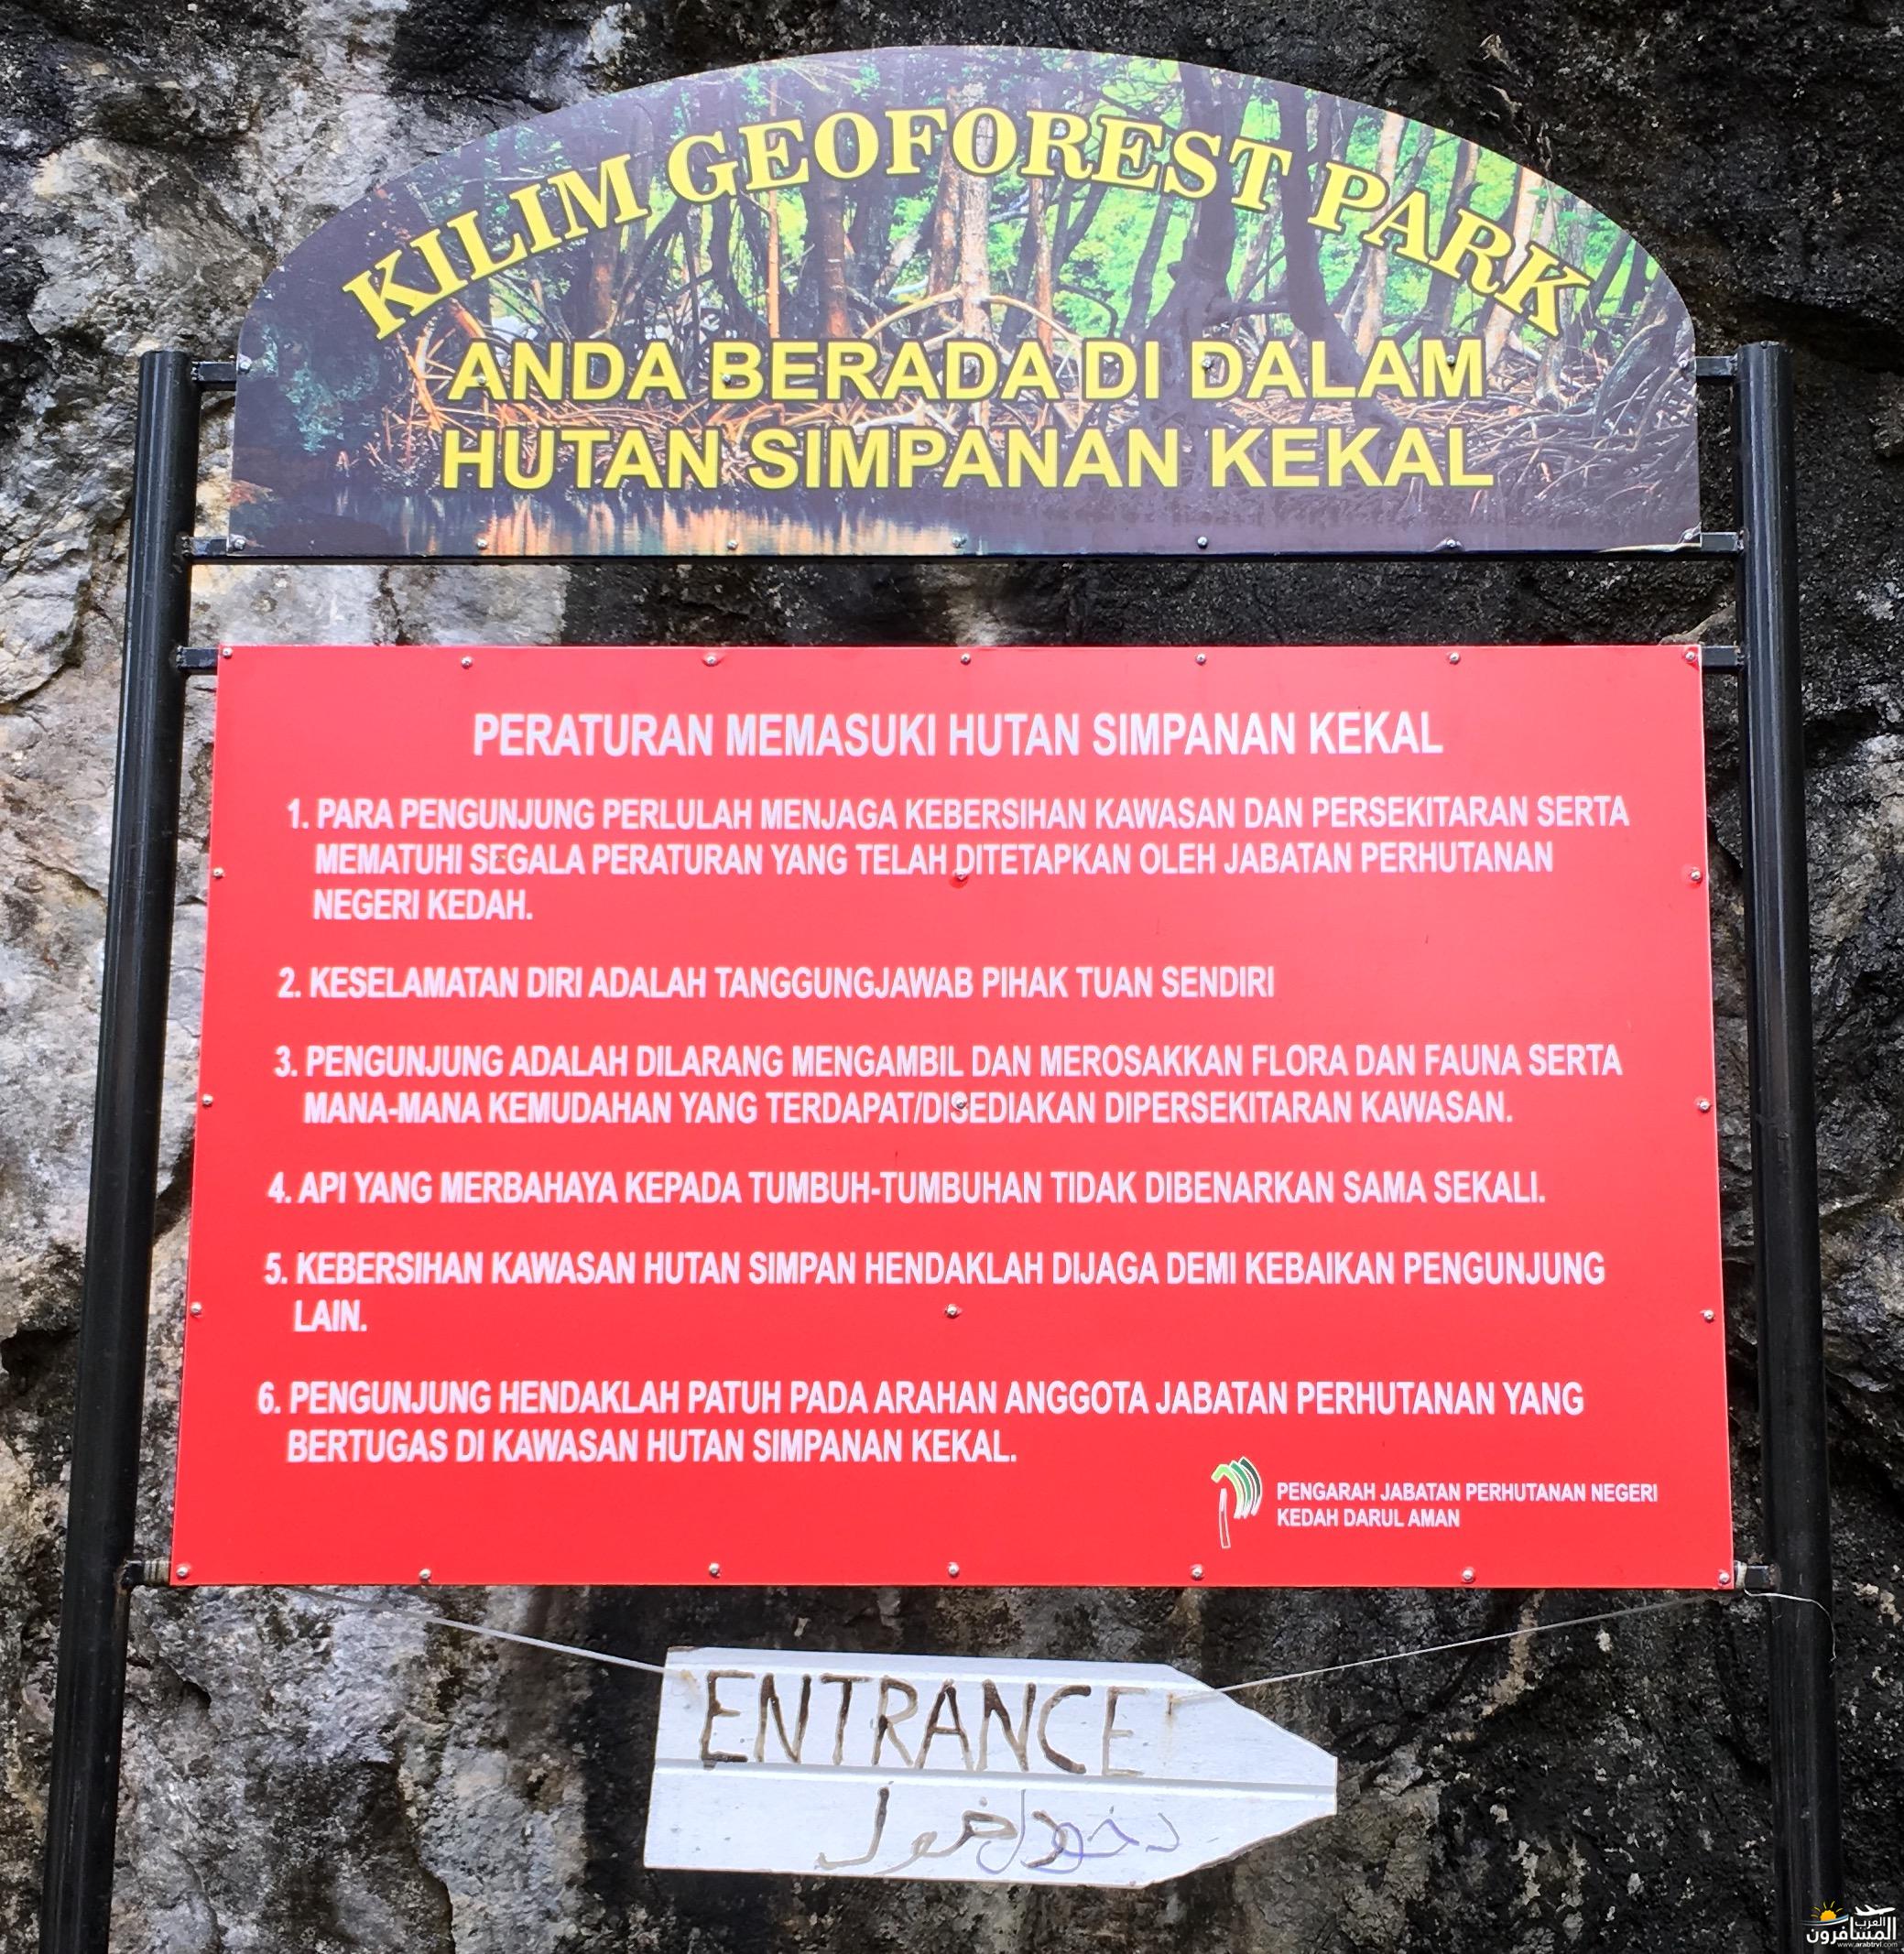 KILIM GEOFOREST PARK
ANDA BERADA DI DALAM
HUTAN SIMPANAN KEKAL
PERATURAN MEMASUKI HUTAN SIMPANAN KEKAL
1. PARA PENGUNJUNG PERLULAH MENJAGA KEBERSIHAN KAWASAN DAN PERSEKITARAN SERTA
MEMATUHI SEGALA PERATURAN YANG TELAH DITETAPKAN OLEH JABATAN PERHUTANAN
NEGERI KEDAH.
2. KESELAMATAN DIRI ADALAH TANGGUNGJAWAB PIHAK TUAN SENDIRI
3. PENGUNJUNG ADALAH DILARANG MENGAMBIL DAN MEROSAKKAN FLORA DAN FAUNA SERTA
MANA-MANA KEMUDAHAN YANG TERDAPAT/DISEDIAKAN DIPERSEKITARAN KAWASAN.
4. API YANG MERBAHAYA KEPADA TUMBUH-TUMBUHAN TIDAK DIBENARKAN SAMA SEKALI.
5. KEBERSIHAN KAWASAN HUTAN SIMPAN HENDAKLAH DIJAGA DEMI KEBAIKAN PENGUNJUNG
LAIN.
6. PENGUNJUNG HENDAKLAH PATUH PADA ARAHAN ANGGOTA JABATAN PERHUTANAN YANG
BERTUGAS DI KAWASAN HUTAN SIMPANAN KEKAL.
PENGARAH JABATAN PERHUTANAN NEGERI
KEDAH DARUL AMAN
ENTRANCE
العرب
المسافرون
www.arabtrvl.com